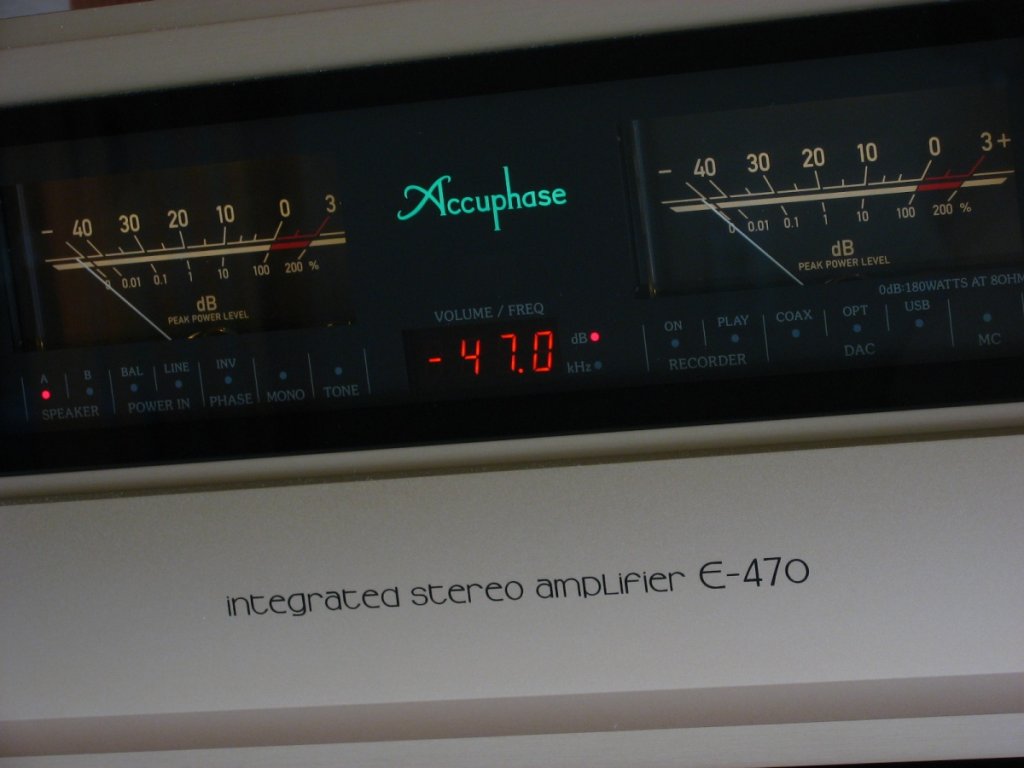 - 40 30 20 10 0 3
0 0.01 0.1 1 10 100 200 %
dB
PEAK POWER LEVEL
Accuphase
- 40 30 20 10 0 3 +
0 0.01 0.1 1 10 100 200 %
dB
PEAK POWER LEVEL
0dB:180WATTS AT 8OHM
VOLUME / FREQ
-47.0
dB
kHz
A B
SPEAKER
BAL LINE
POWER IN
INV
PHASE
MONO
TONE
ON PLAY
RECORDER
COAX OPT USB
DAC
MC
integrated stereo amplifier E-470